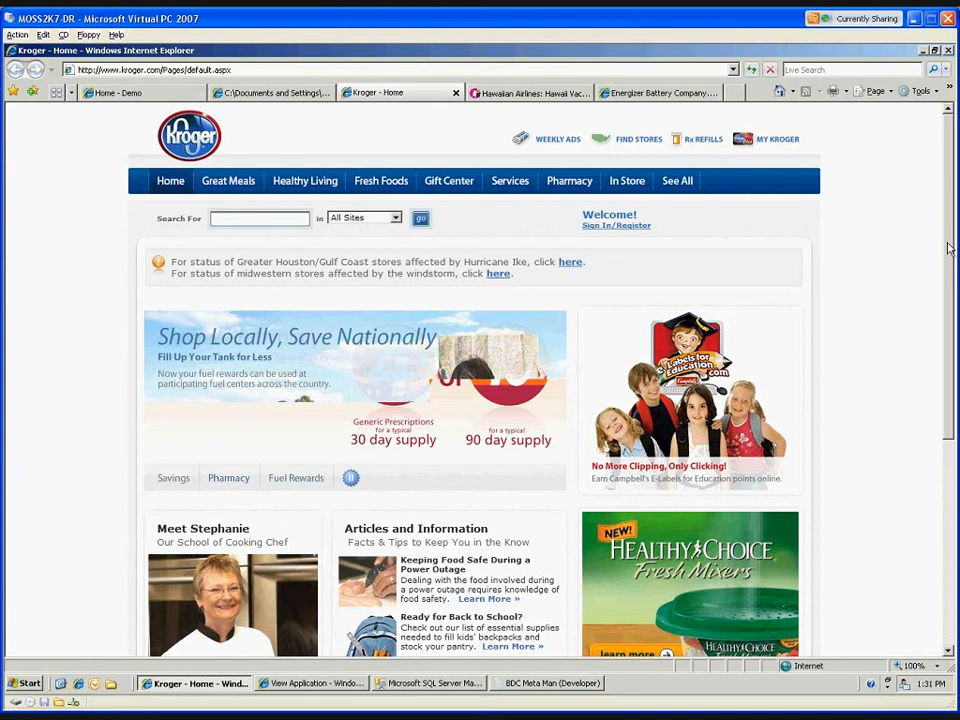 MOSS2K7-DR - Microsoft Virtual PC 2007
Currently Sharing
Action Edit CD Floppy Help
Kroger - Home - Windows Internet Explorer
http://www.kroger.com/Pages/default.aspx
Live Search
Home - Demo
C:\Documents and Settings\...
Kroger - Home
Hawaiian Airlines: Hawaii Vac...
Energizer Battery Company....
Page
Tools
Kroger
WEEKLY ADS
FIND STORES
Rx REFILLS
MY KROGER
Home Great Meals Healthy Living Fresh Foods Gift Center Services Pharmacy In Store See All
Search For
in
All Sites
go
Welcome!
Sign In/Register
For status of Greater Houston/Gulf Coast stores affected by Hurricane Ike, click here.
For status of midwestern stores affected by the windstorm, click here.
Shop Locally, Save Nationally
Fill Up Your Tank for Less
Now your fuel rewards can be used at
participating fuel centers across the country.
Generic Prescriptions
for a typical
30 day supply
for a typical
90 day supply
Savings Pharmacy Fuel Rewards
e Labels for
Education
.com
Campbell's
No More Clipping, Only Clicking!
Earn Campbell's E-Labels for Education points online.
Meet Stephanie
Our School of Cooking Chef
Articles and Information
Facts & Tips to Keep You in the Know
Keeping Food Safe During a
Power Outage
Dealing with the food involved during
a power outage requires knowledge of
food safety. Learn More »
Ready for Back to School?
Check out our list of essential supplies
needed to fill kids' backpacks and
stock your pantry. Learn More »
NEW!
HEALTHY CHOICE
Fresh Mixers
HEALTHY CHOICE
learn more
Internet
100%
Start
Kroger - Home - Wind...
View Application - Windo...
Microsoft SQL Server Ma...
BDC Meta Man (Developer)
1:31 PM